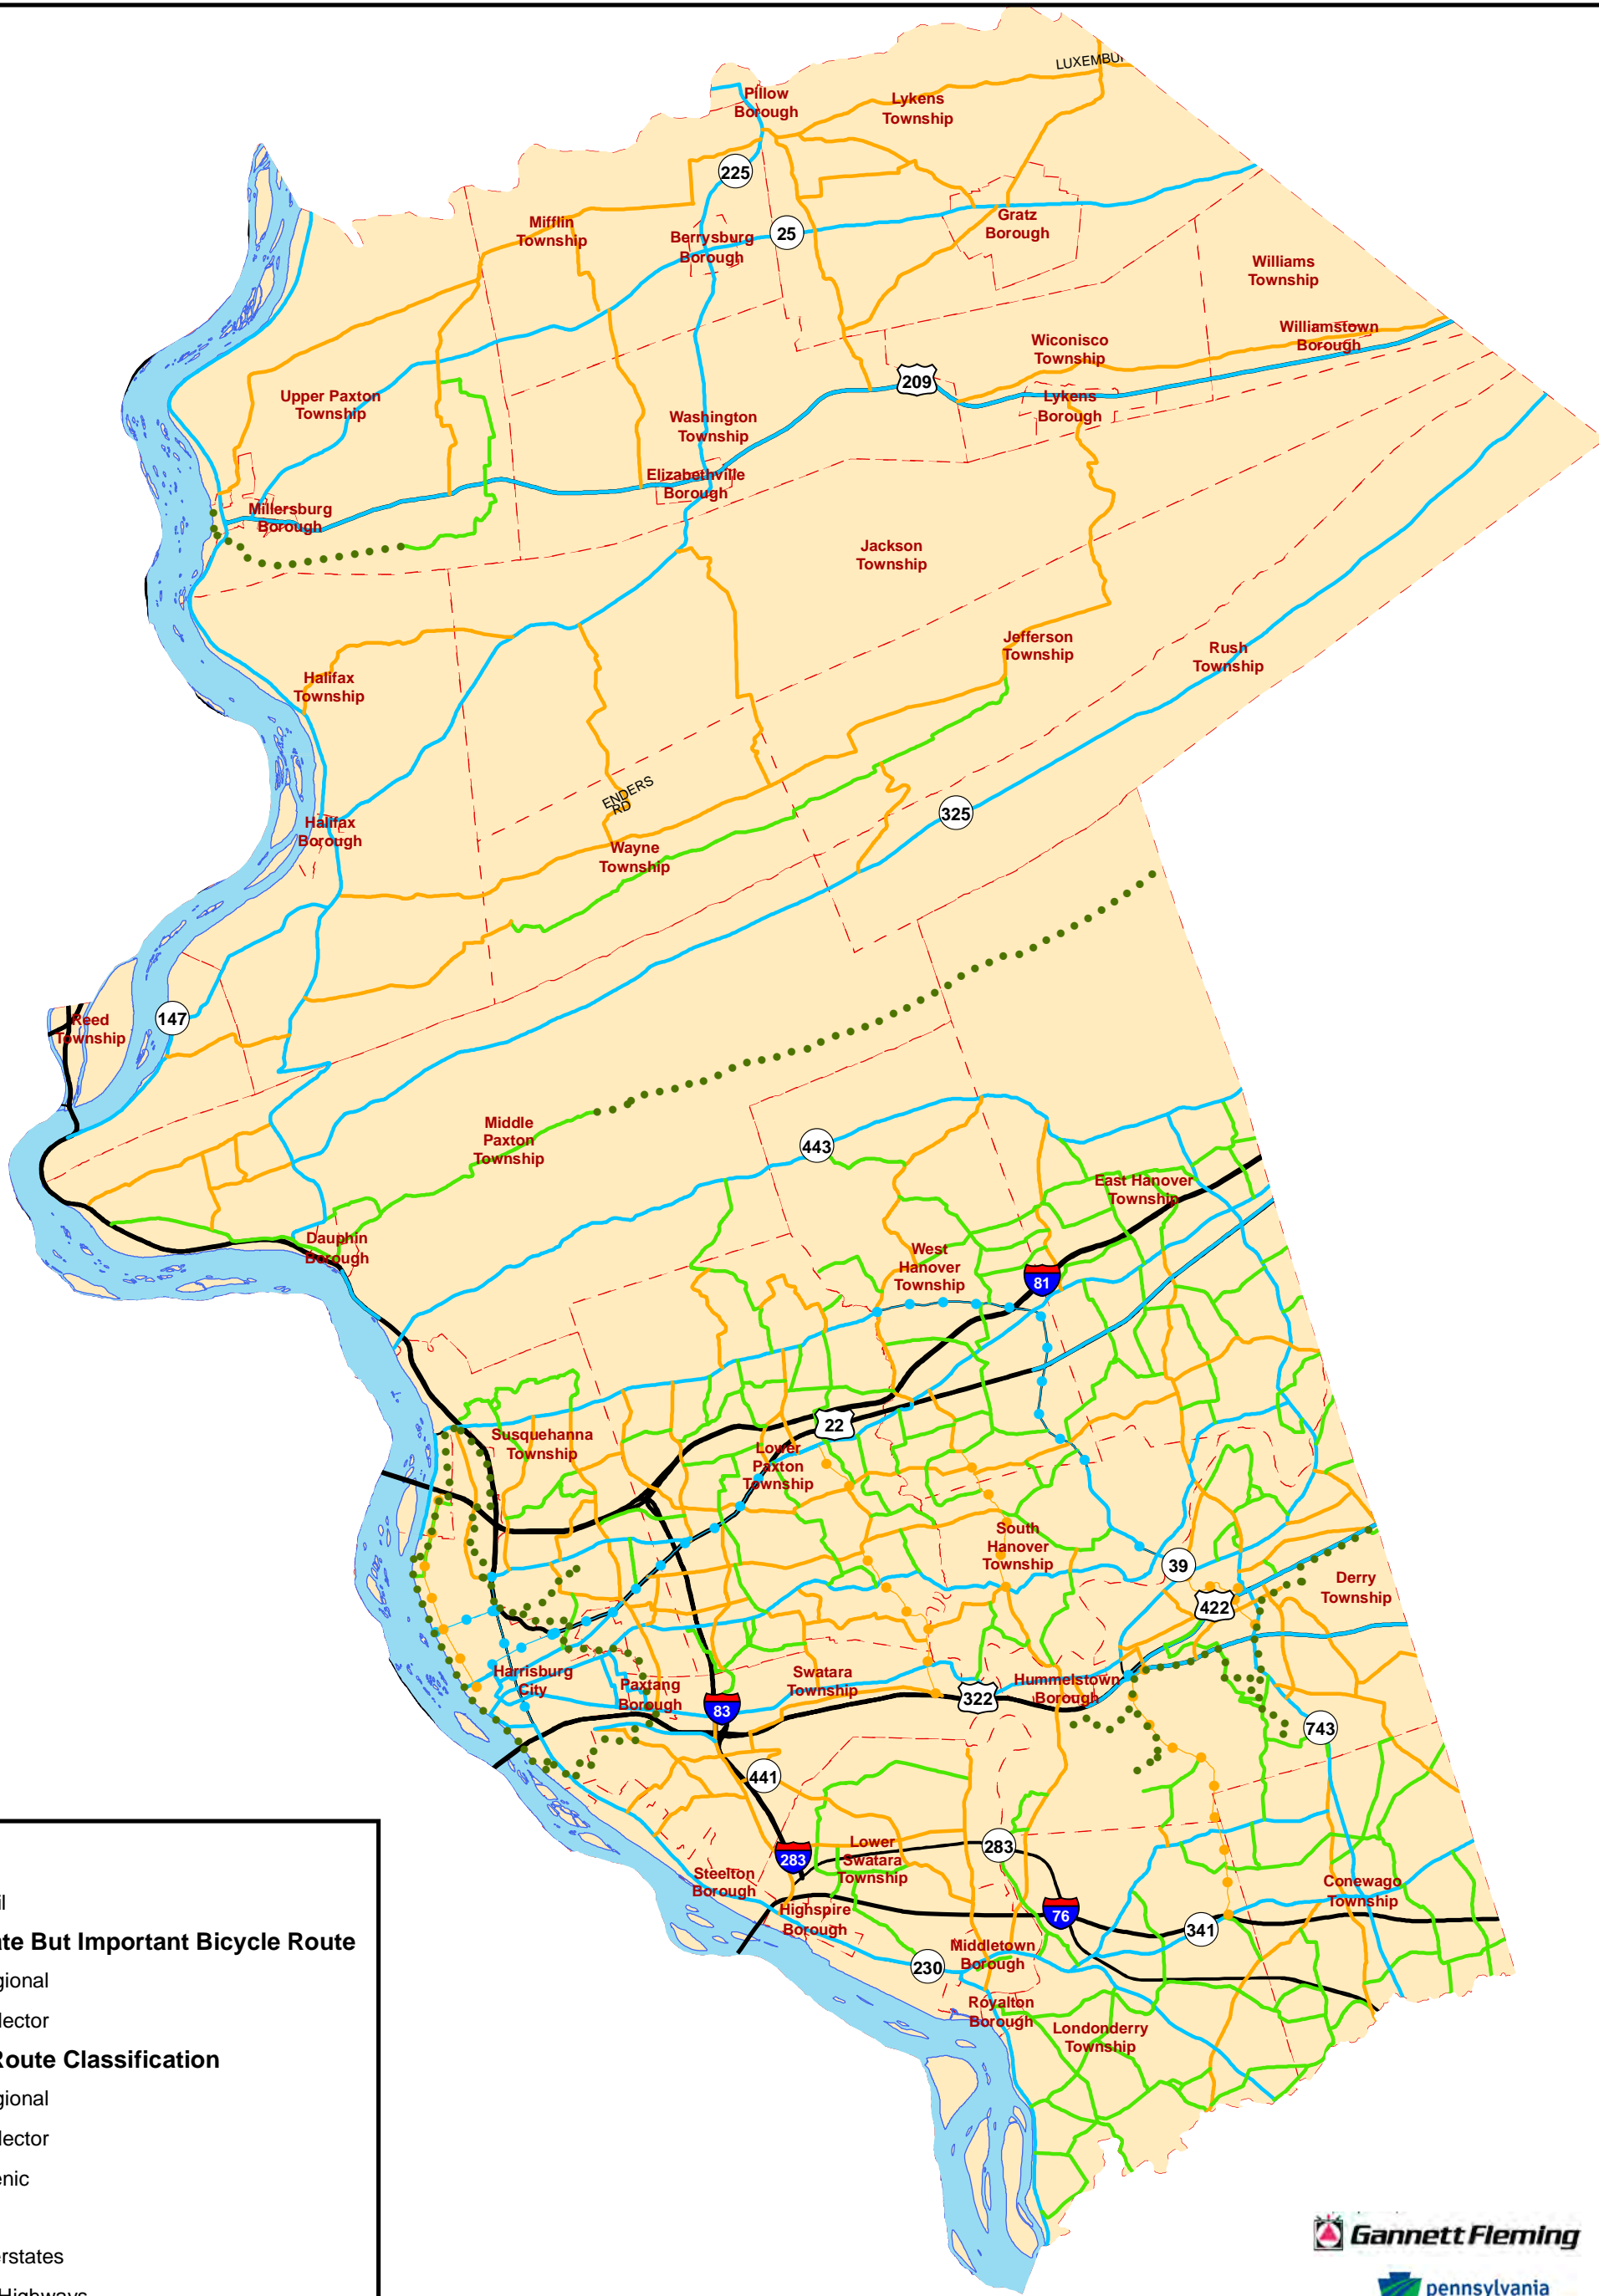 LUXEMBU
Pillow
Borough
Lykens
Township
225
Mifflin
Township
Berrysburg
Borough
25
Gratz
Borough
Williams
Township
Williamstown
Borough
Wiconisco
Township
209
Lykens
Borough
Upper Paxton
Township
Washington
Township
Elizabethville
Borough
Millersburg
Borough
Jackson
Township
Jefferson
Township
Rush
Township
Halifax
Township
ENDERS
RD
325
Halifax
Borough
Wayne
Township
147
Reed
Township
Middle
Paxton
Township
443
East Hanover
Township
Dauphin
Borough
West
Hanover
Township
81
22
Susquehanna
Township
Lower
Paxton
Township
South
Hanover
Township
39
422
Derry
Township
Harrisburg
City
Paxtang
Borough
Swatara
Township
Hummelstown
Borough
322
83
743
441
283
283
Lower
Swatara
Township
Steelton
Borough
Highspire
Borough
Conewago
Township
76
341
Middletown
Borough
230
Royalton
Borough
Londonderry
Township
il
ate But Important Bicycle Route
gional
llector
Route Classification
gional
llector
enic
erstates
Highways
Gannett Fleming
pennsylvania